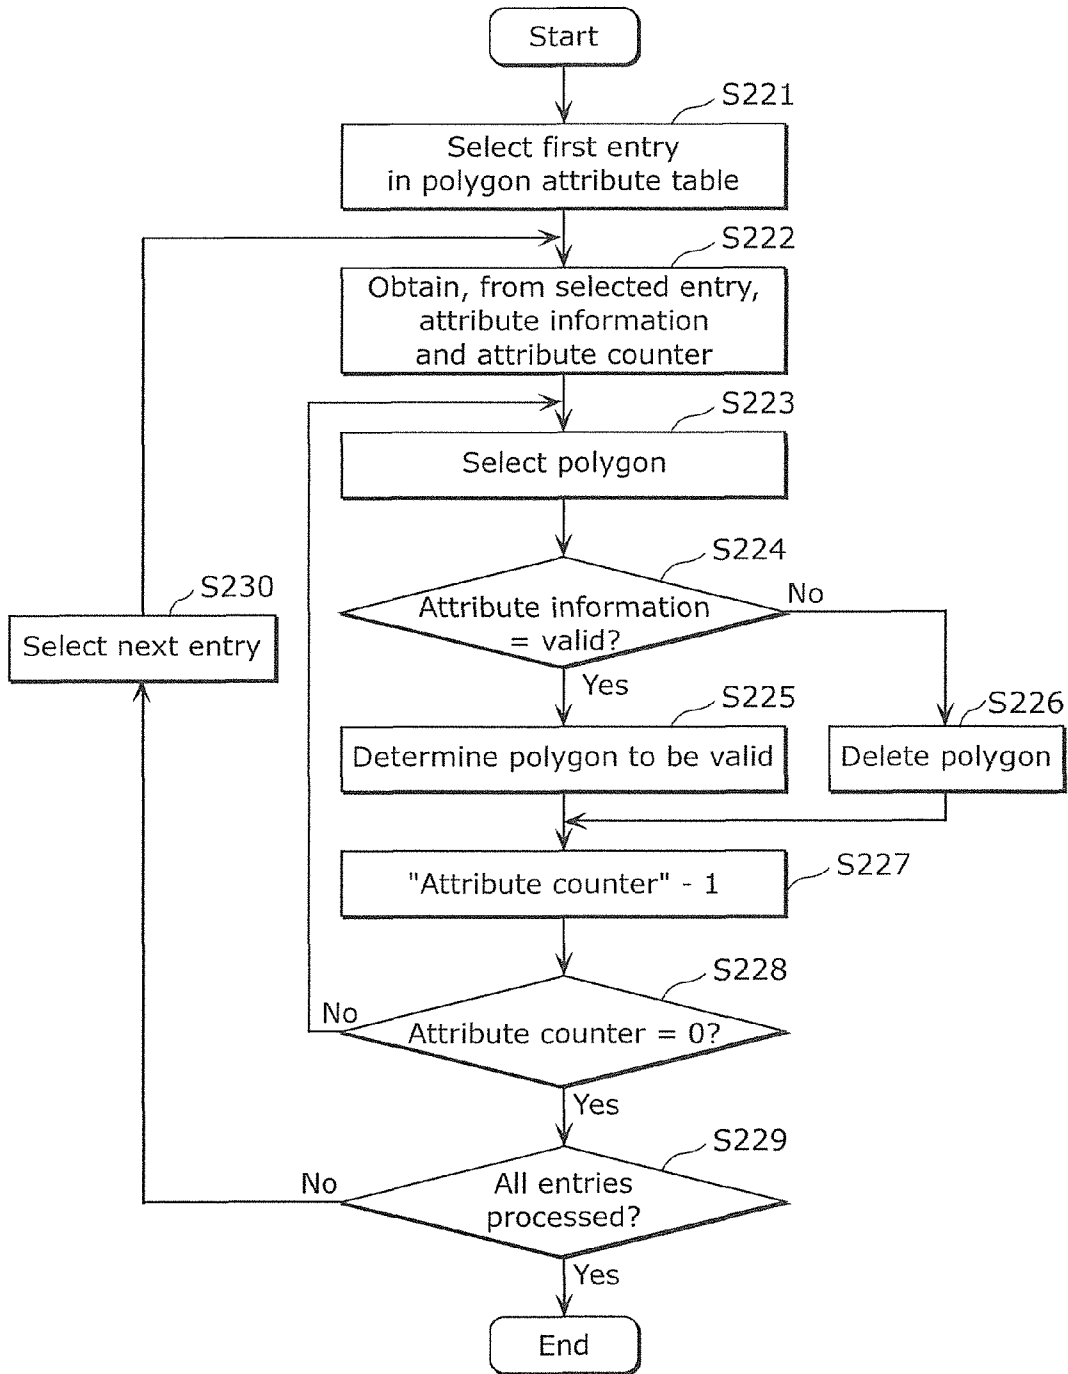 Start
S221
Select first entry
in polygon attribute table
S222
Obtain, from selected entry,
attribute information
and attribute counter
S223
Select polygon
S224
Attribute information
= valid?
No
Yes
S230
Select next entry
S225
Determine polygon to be valid
S226
Delete polygon
S227
"Attribute counter" - 1
S228
Attribute counter = 0?
No
Yes
S229
All entries
processed?
No
Yes
End